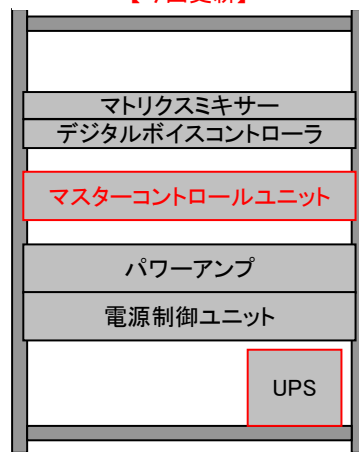 マトリクスミキサー
デジタルボイスコントローラ
マスターコントロールユニット
パワーアンプ
電源制御ユニット
UPS